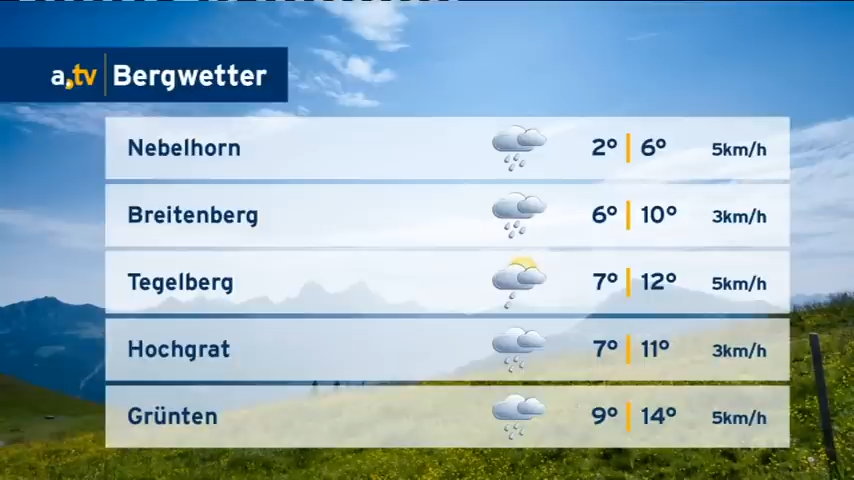 a.tv Bergwetter
Nebelhorn 2° 6° 5km/h
Breitenberg 6° 10° 3km/h
Tegelberg 7° 12° 5km/h
Hochgrat 7° 11° 3km/h
Grünten 9° 14° 5km/h